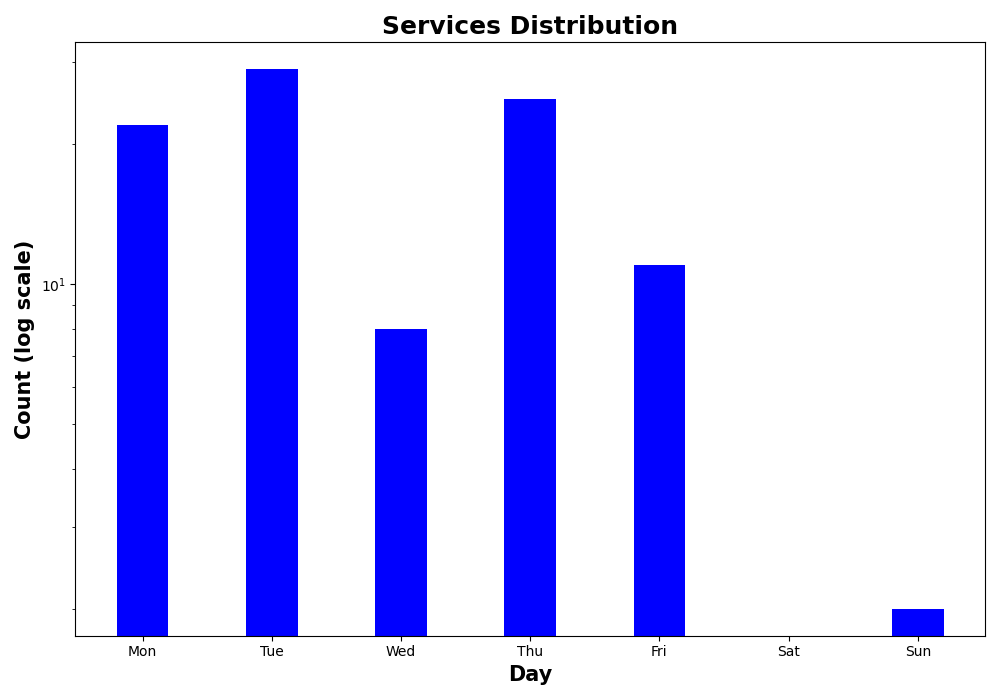 Services Distribution
Count (log scale)
10¹
Mon Tue Wed Thu Fri Sat Sun
Day